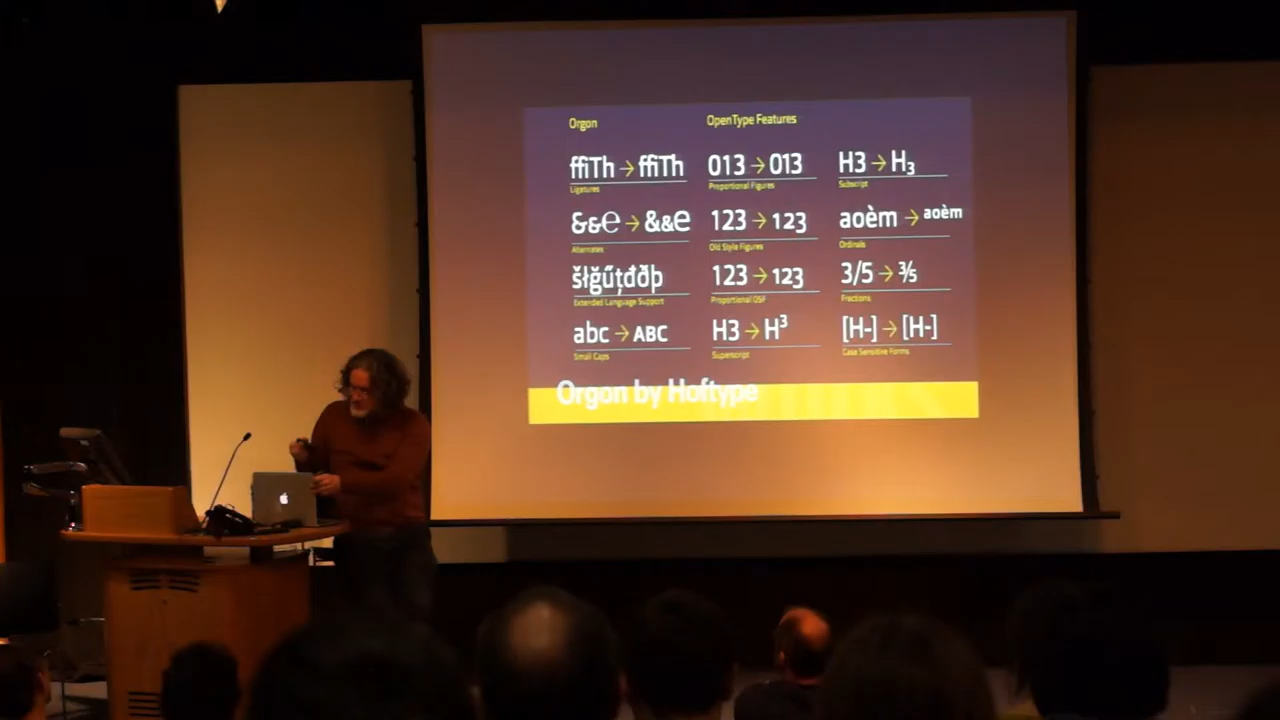 Orgon OpenType Features
ffiTh → ffiTh 013 → 013 H3 → H₃
Ligatures Proportional Figures Subscript
&&e → &&e 123 → 123 aoèm → ᵃᵒèᵐ
Alternates Old Style Figures Ordinals
šłğűţđðþ 123 → 123 3/5 → ⅗
Extended Language Support Proportional OSF Fractions
abc → ABC H3 → H³ [H-] → [H-]
Small Caps Superscript Case Sensitive Forms
Orgon by Hoftype